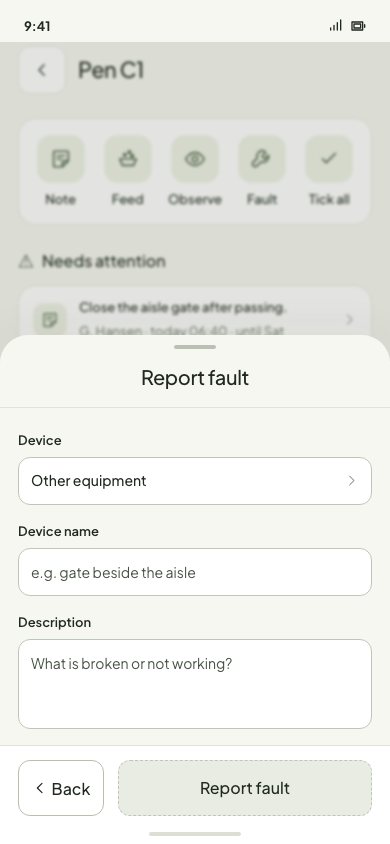 9:41
Pen C1
Note
Feed
Observe
Fault
Tick all
Needs attention
Close the aisle gate after passing.
G. Hansen · today 06:40 · until Sat
Report fault
Device
Other equipment
Device name
e.g. gate beside the aisle
Description
What is broken or not working?
Back
Report fault